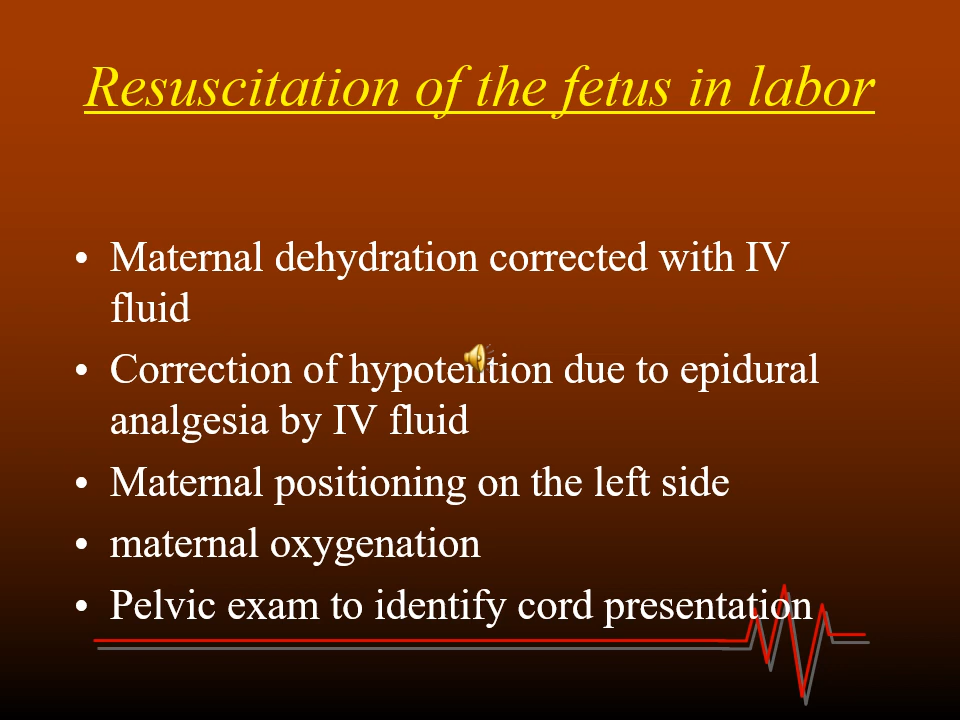 Resuscitation of the fetus in labor
• Maternal dehydration corrected with IV
fluid
• Correction of hypotention due to epidural
analgesia by IV fluid
• Maternal positioning on the left side
• maternal oxygenation
• Pelvic exam to identify cord presentation